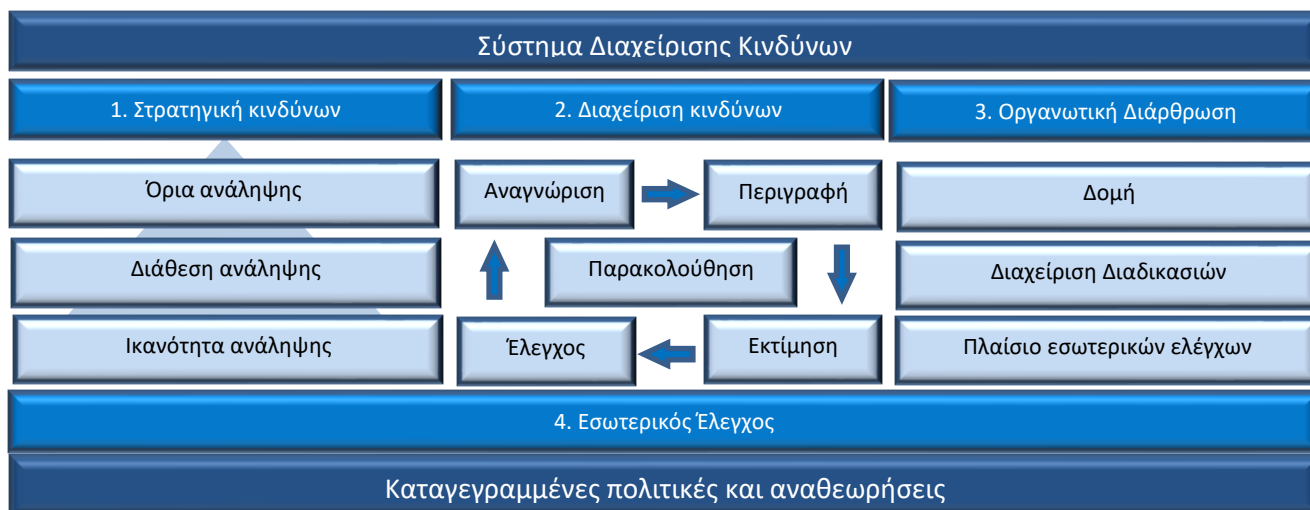 Σύστημα Διαχείρισης Κινδύνων
1. Στρατηγική κινδύνων
2. Διαχείριση κινδύνων
3. Οργανωτική Διάρθρωση
Όρια ανάληψης
Αναγνώριση
Περιγραφή
Δομή
Διάθεση ανάληψης
Παρακολούθηση
Διαχείριση Διαδικασιών
Ικανότητα ανάληψης
Έλεγχος
Εκτίμηση
Πλαίσιο εσωτερικών ελέγχων
4. Εσωτερικός Έλεγχος
Καταγεγραμμένες πολιτικές και αναθεωρήσεις